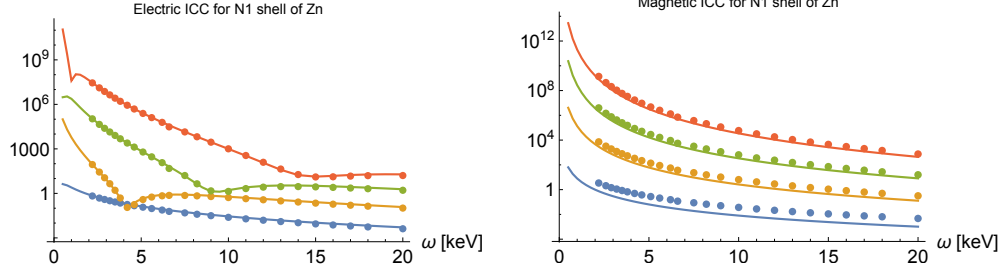 Electric ICC for N1 shell of Zn
10^9
10^6
1000
1
0 5 10 15 20
ω [keV]
Magnetic ICC for N1 shell of Zn
10^12
10^8
10^4
1
0 5 10 15 20
ω [keV]